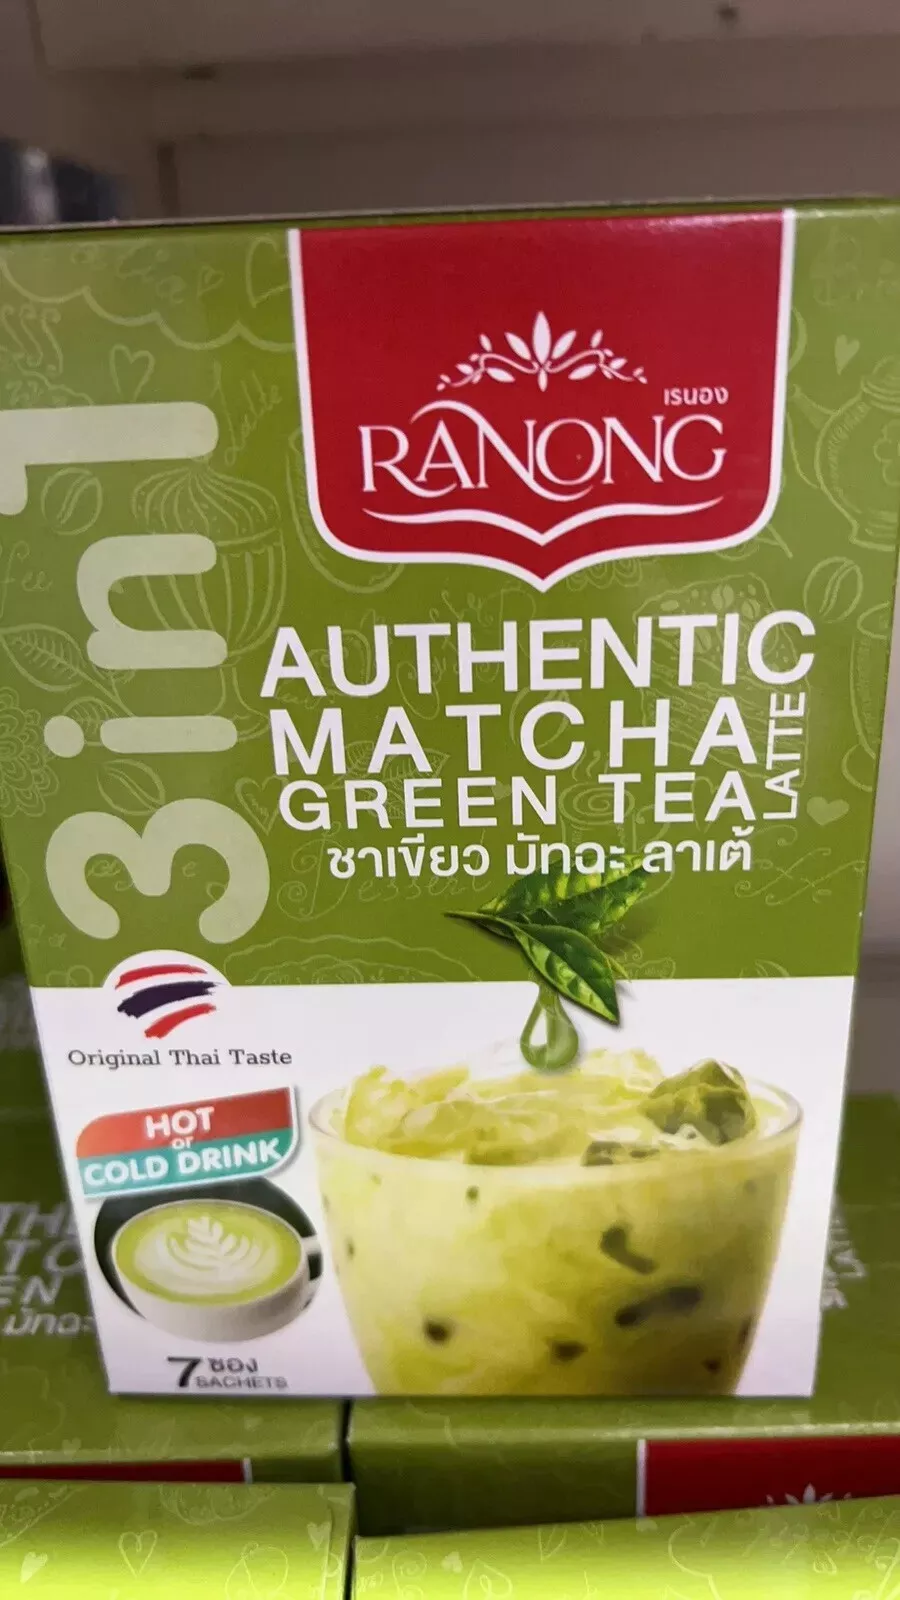 เรนอง
RANONG
3in1
AUTHENTIC
MATCHA
GREEN TEA
LATTE
ชาเขียว มัทฉะ ลาเต้
Original Thai Taste
HOT
or
COLD DRINK
7 ซอง
SACHETS